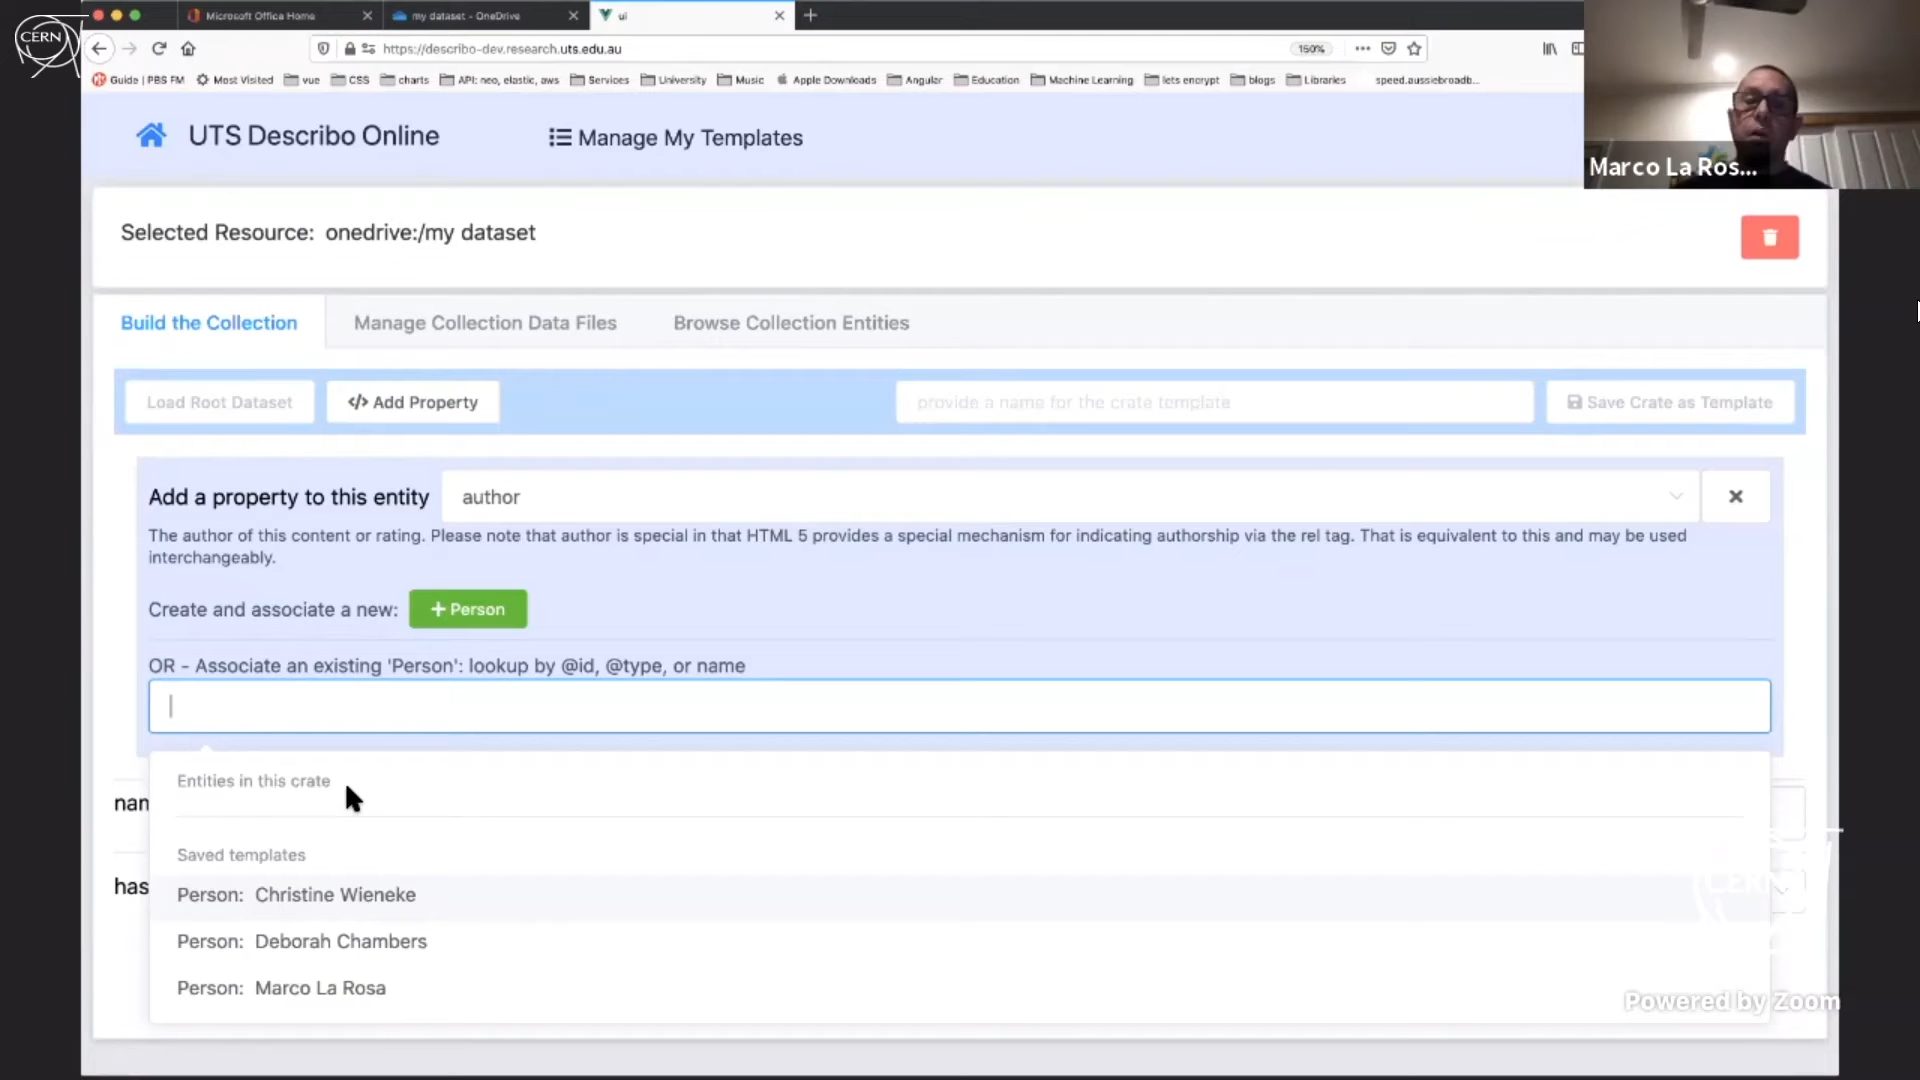 CERN
Microsoft Office Home
my dataset - OneDrive
ui
https://describo-dev.research.uts.edu.au
150%
Guide | PBS FM
Most Visited
vue
CSS
charts
API: neo, elastic, aws
Services
University
Music
Apple Downloads
Angular
Education
Machine Learning
lets encrypt
blogs
Libraries
speed.aussiebroadb...
UTS Describo Online
Manage My Templates
Marco La Ros...
Selected Resource: onedrive:/my dataset
Build the Collection
Manage Collection Data Files
Browse Collection Entities
Load Root Dataset
</> Add Property
provide a name for the crate template
Save Crate as Template
Add a property to this entity
author
The author of this content or rating. Please note that author is special in that HTML 5 provides a special mechanism for indicating authorship via the rel tag. That is equivalent to this and may be used
interchangeably.
Create and associate a new:
+ Person
OR - Associate an existing 'Person': lookup by @id, @type, or name
Entities in this crate
nan
Saved templates
has
Person: Christine Wieneke
CERN
Person: Deborah Chambers
Person: Marco La Rosa
Powered by Zoom